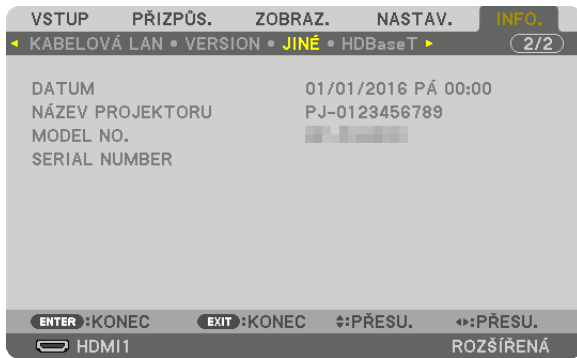 VSTUP PŘIZPŮS. ZOBRAZ. NASTAV. INFO.
KABELOVÁ LAN • VERSION • JINÉ • HDBaseT 2/2
DATUM 01/01/2016 PÁ 00:00
NÁZEV PROJEKTORU PJ-0123456789
MODEL NO.
SERIAL NUMBER
ENTER :KONEC EXIT :KONEC :PŘESU. :PŘESU.
HDMI1 ROZŠÍŘENÁ